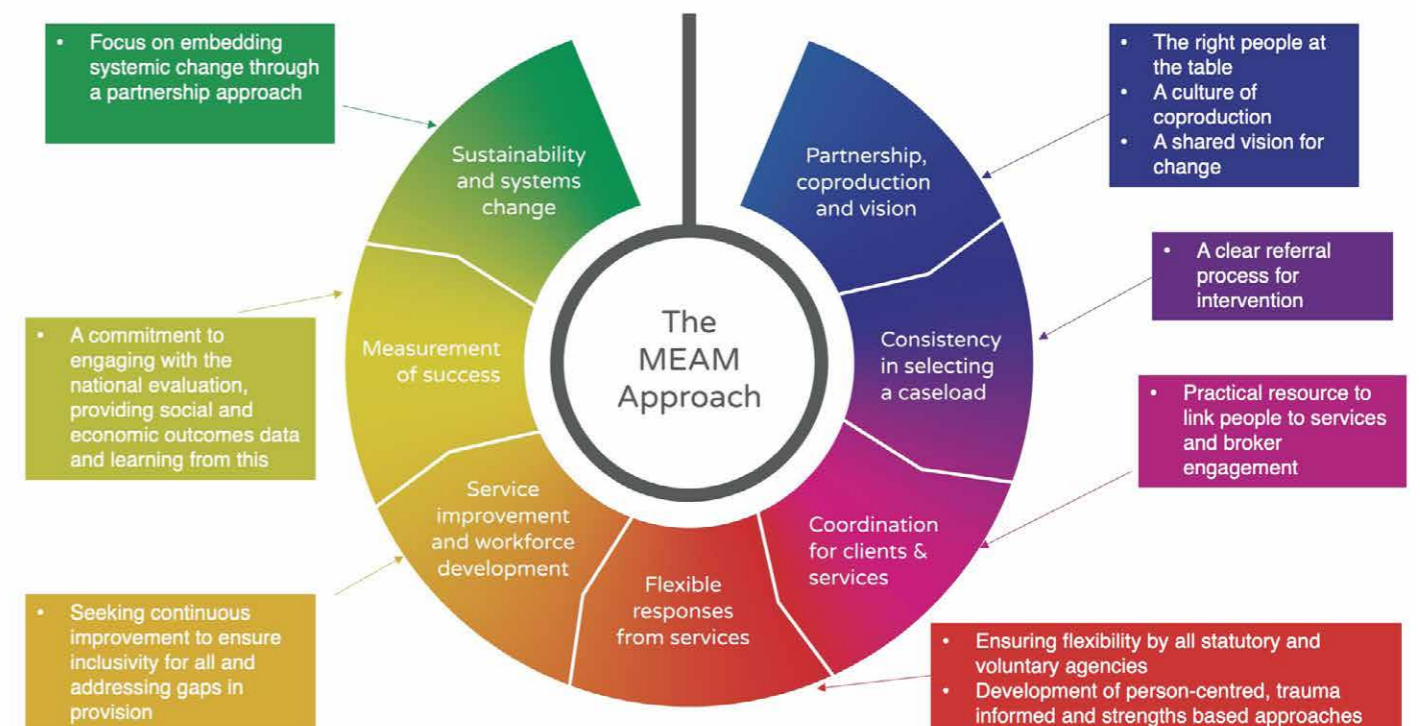 • Focus on embedding
systemic change through
a partnership approach
• The right people at
the table
• A culture of
coproduction
• A shared vision for
change
Sustainability
and systems
change
Partnership,
coproduction
and vision
• A clear referral
process for
intervention
The
MEAM
Approach
Consistency
in selecting
a caseload
Measurement
of success
• A commitment to
engaging with the
national evaluation,
providing social and
economic outcomes data
and learning from this
• Practical resource to
link people to services
and broker
engagement
Service
improvement
and workforce
development
Coordination
for clients &
services
Flexible
responses
from services
• Seeking continuous
improvement to ensure
inclusivity for all and
addressing gaps in
provision
• Ensuring flexibility by all statutory and
voluntary agencies
• Development of person-centred, trauma
informed and strengths based approaches